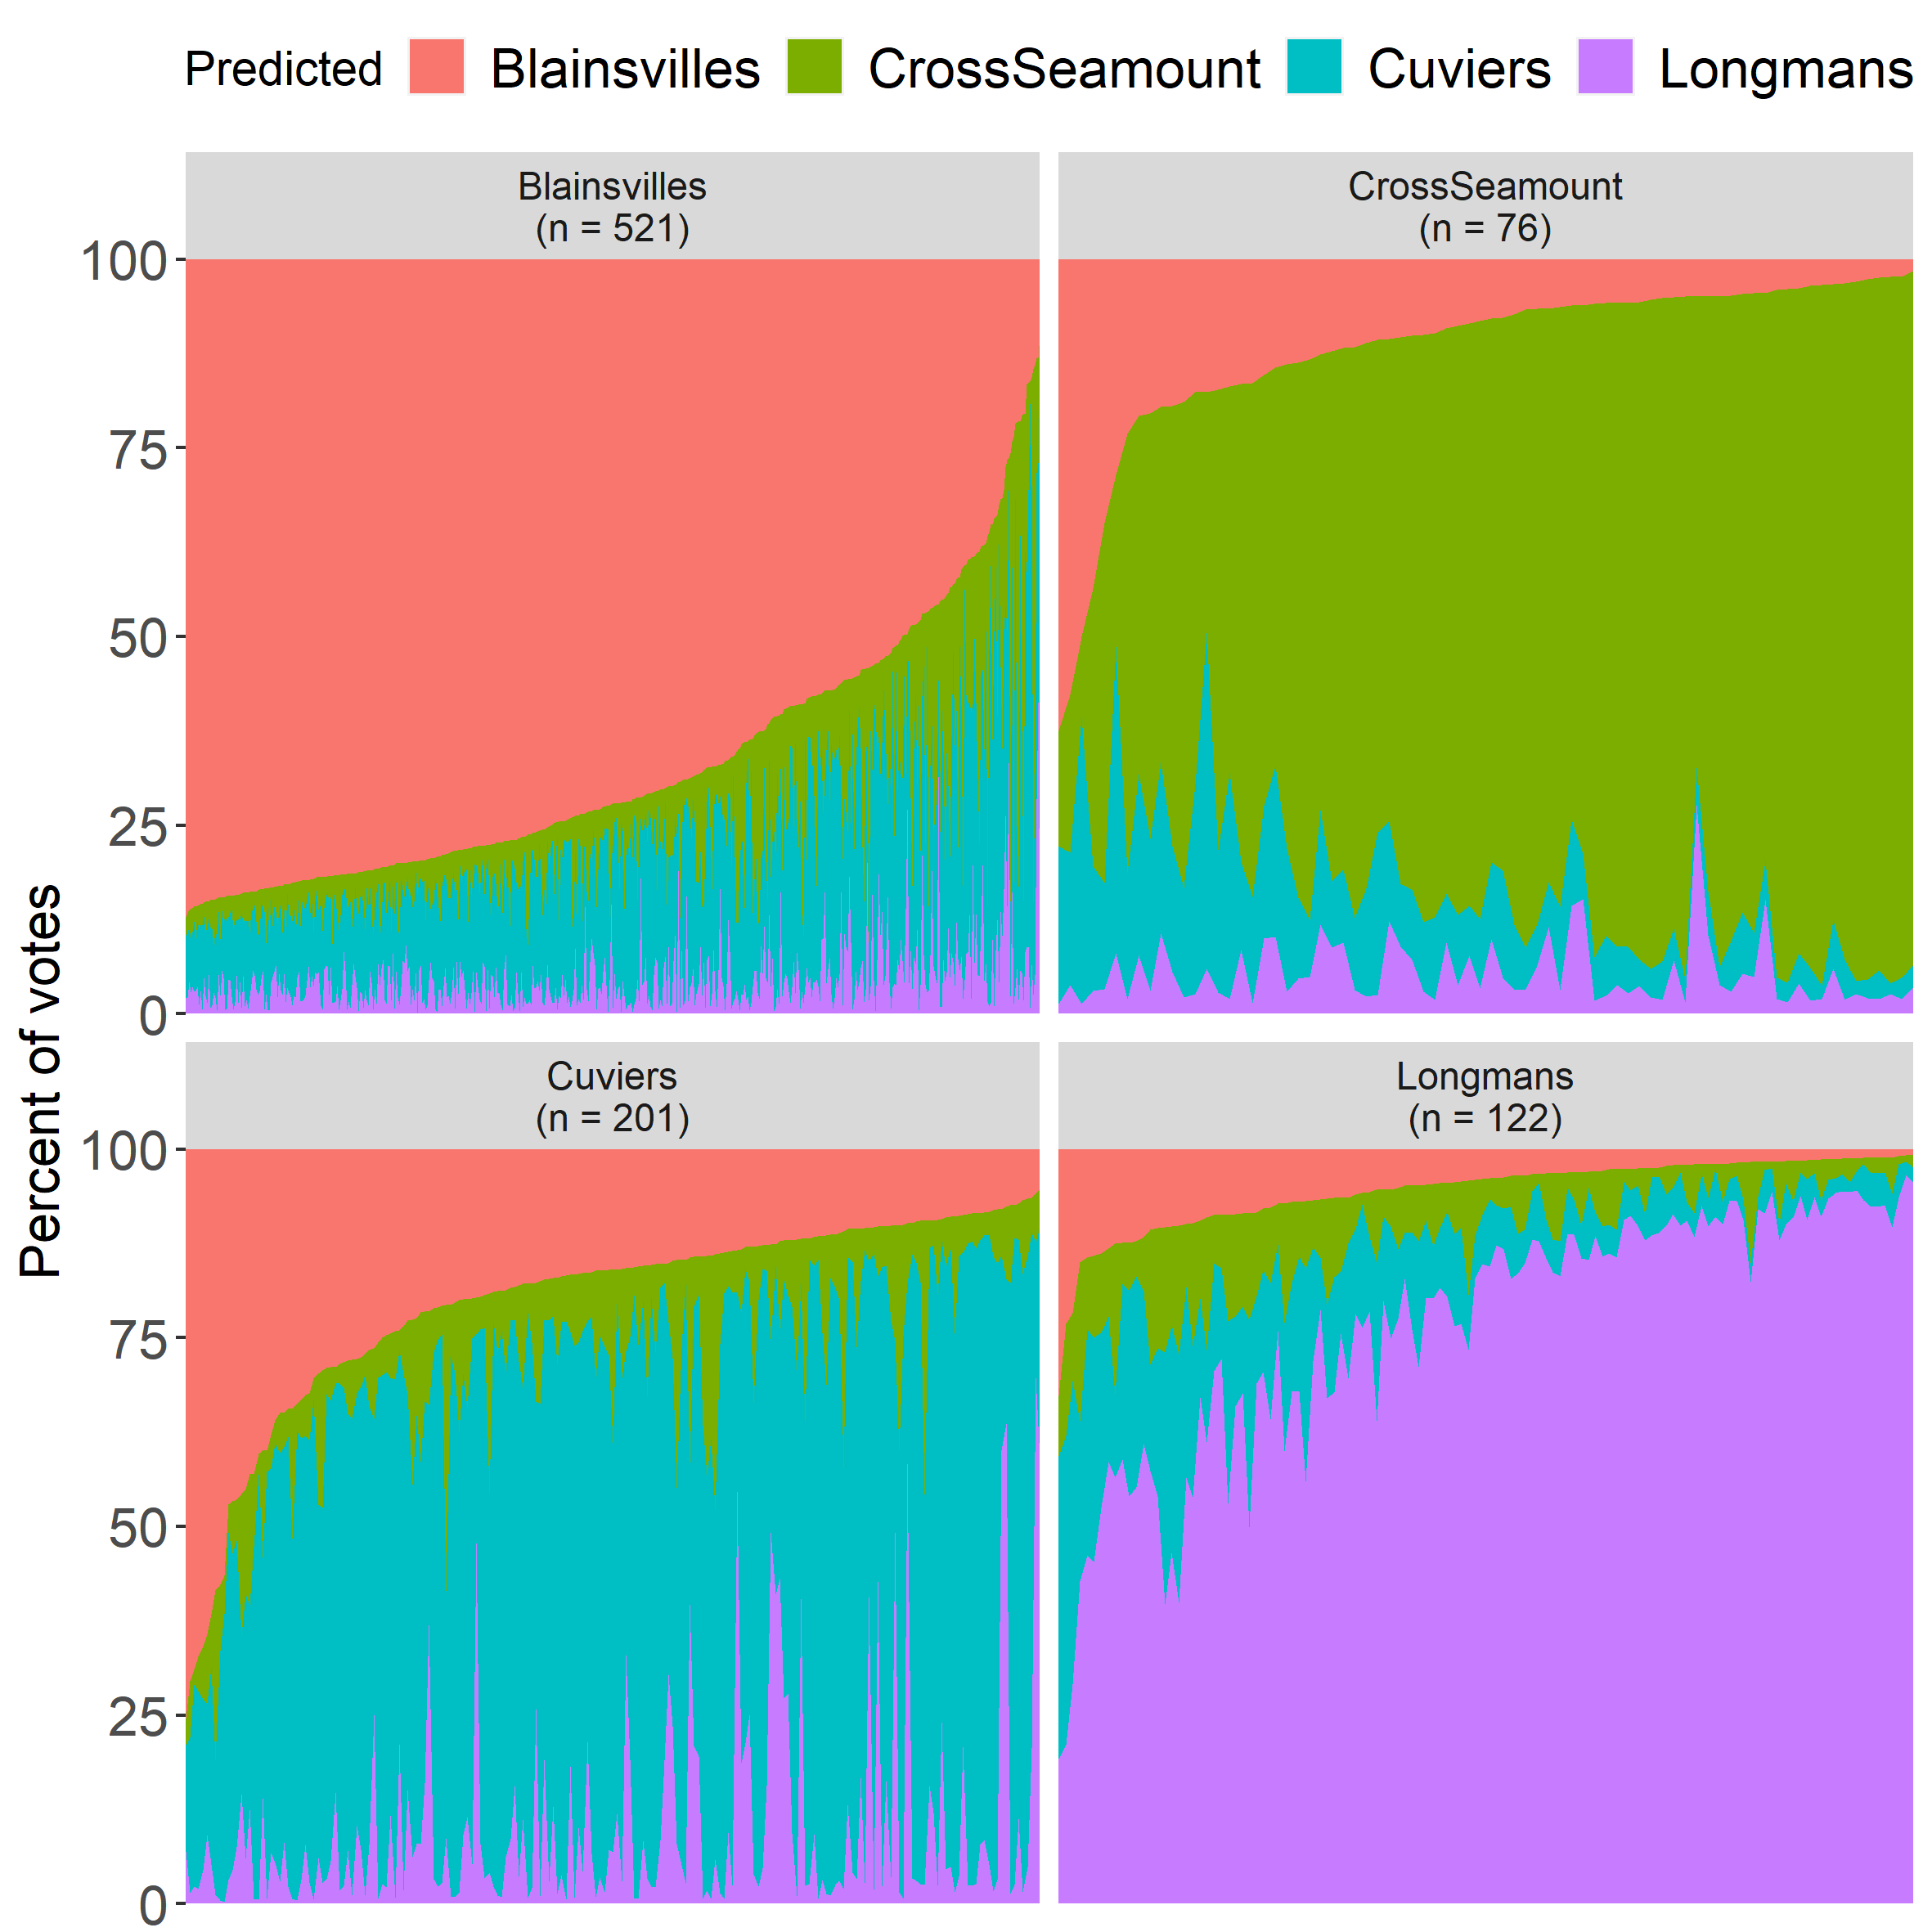 Predicted Blainsvilles CrossSeamount Cuviers Longmans
Blainsvilles
(n = 521)
CrossSeamount
(n = 76)
100
75
50
25
0
Cuviers
(n = 201)
Longmans
(n = 122)
100
75
50
25
0
Percent of votes